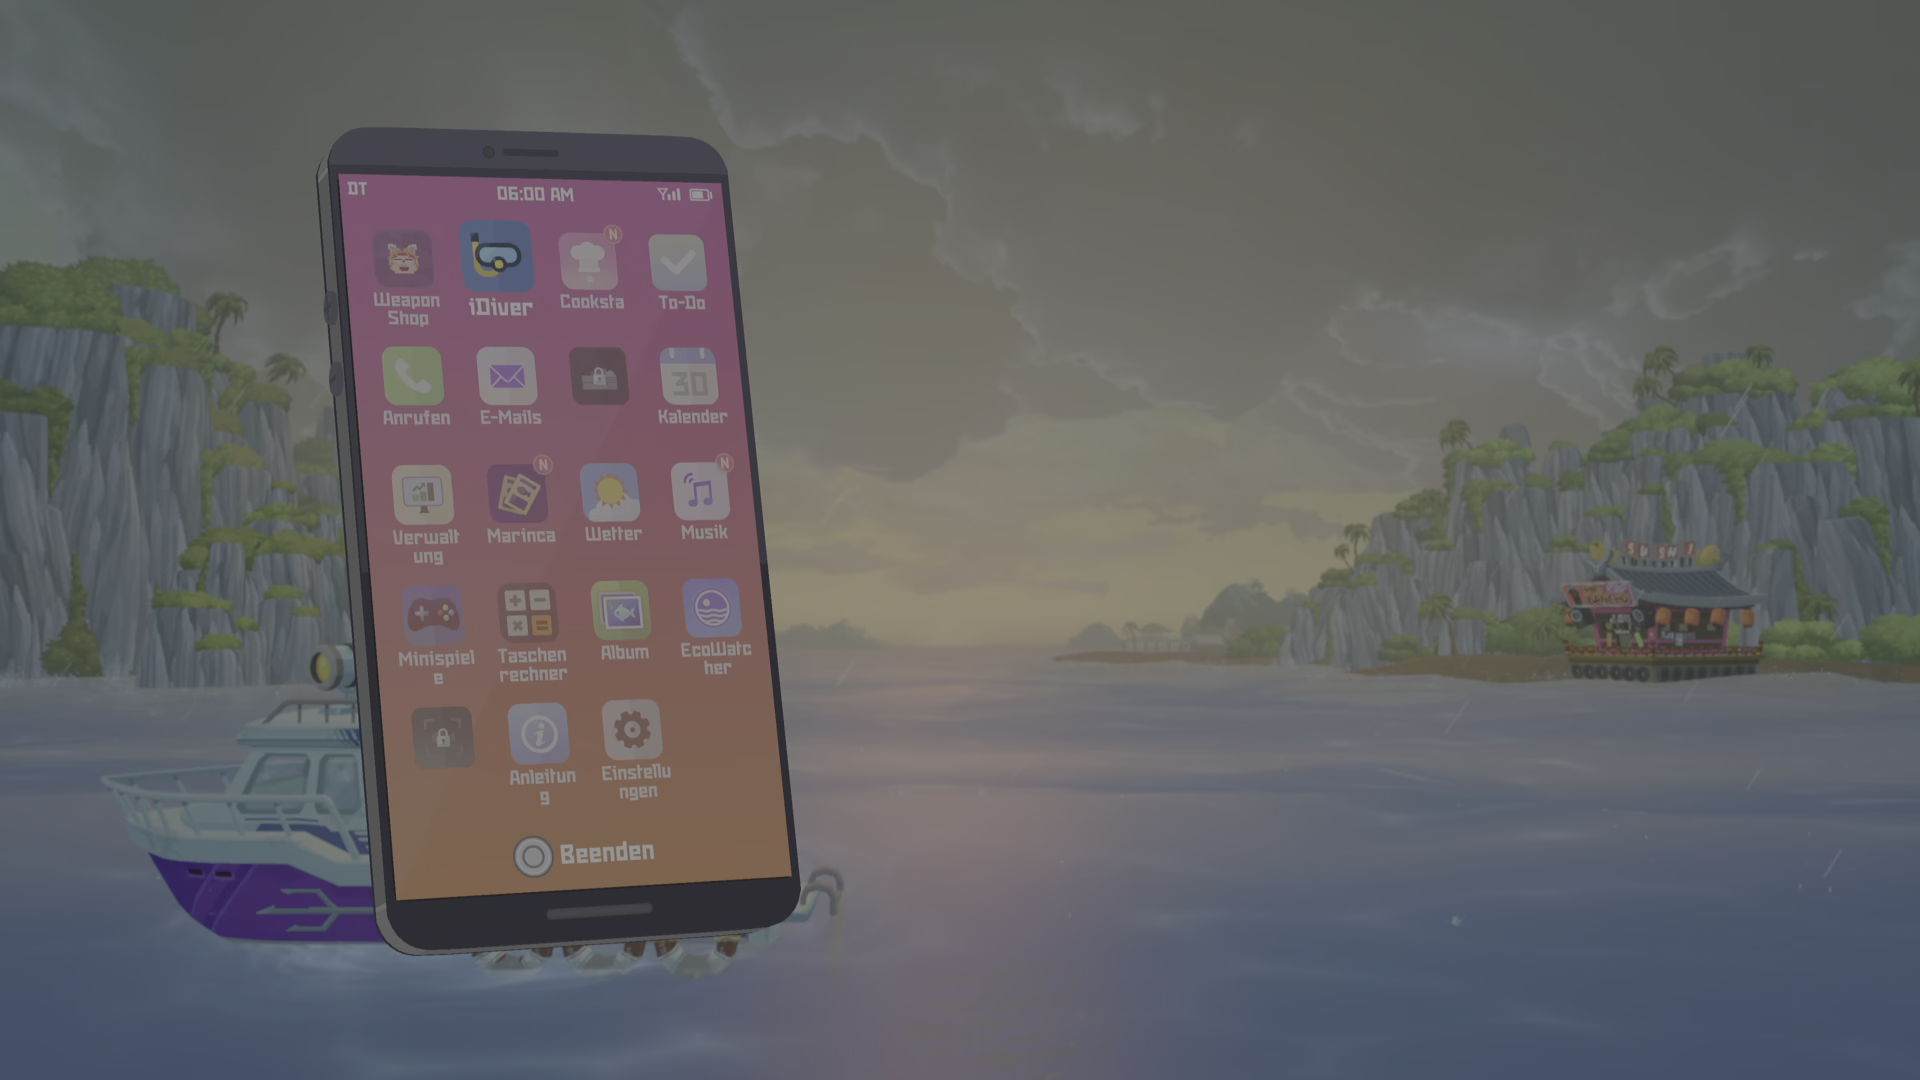 DT
06:00 AM
Weapon
Shop
iDiver
N
Cooksta
To-Do
Anrufen
E-Mails
30
Kalender
Verwalt
ung
N
Marinca
Wetter
N
Musik
Minispiel
e
Taschen
rechner
Album
EcoWatc
her
Anleitun
g
Einstellu
ngen
Beenden
SUSHI